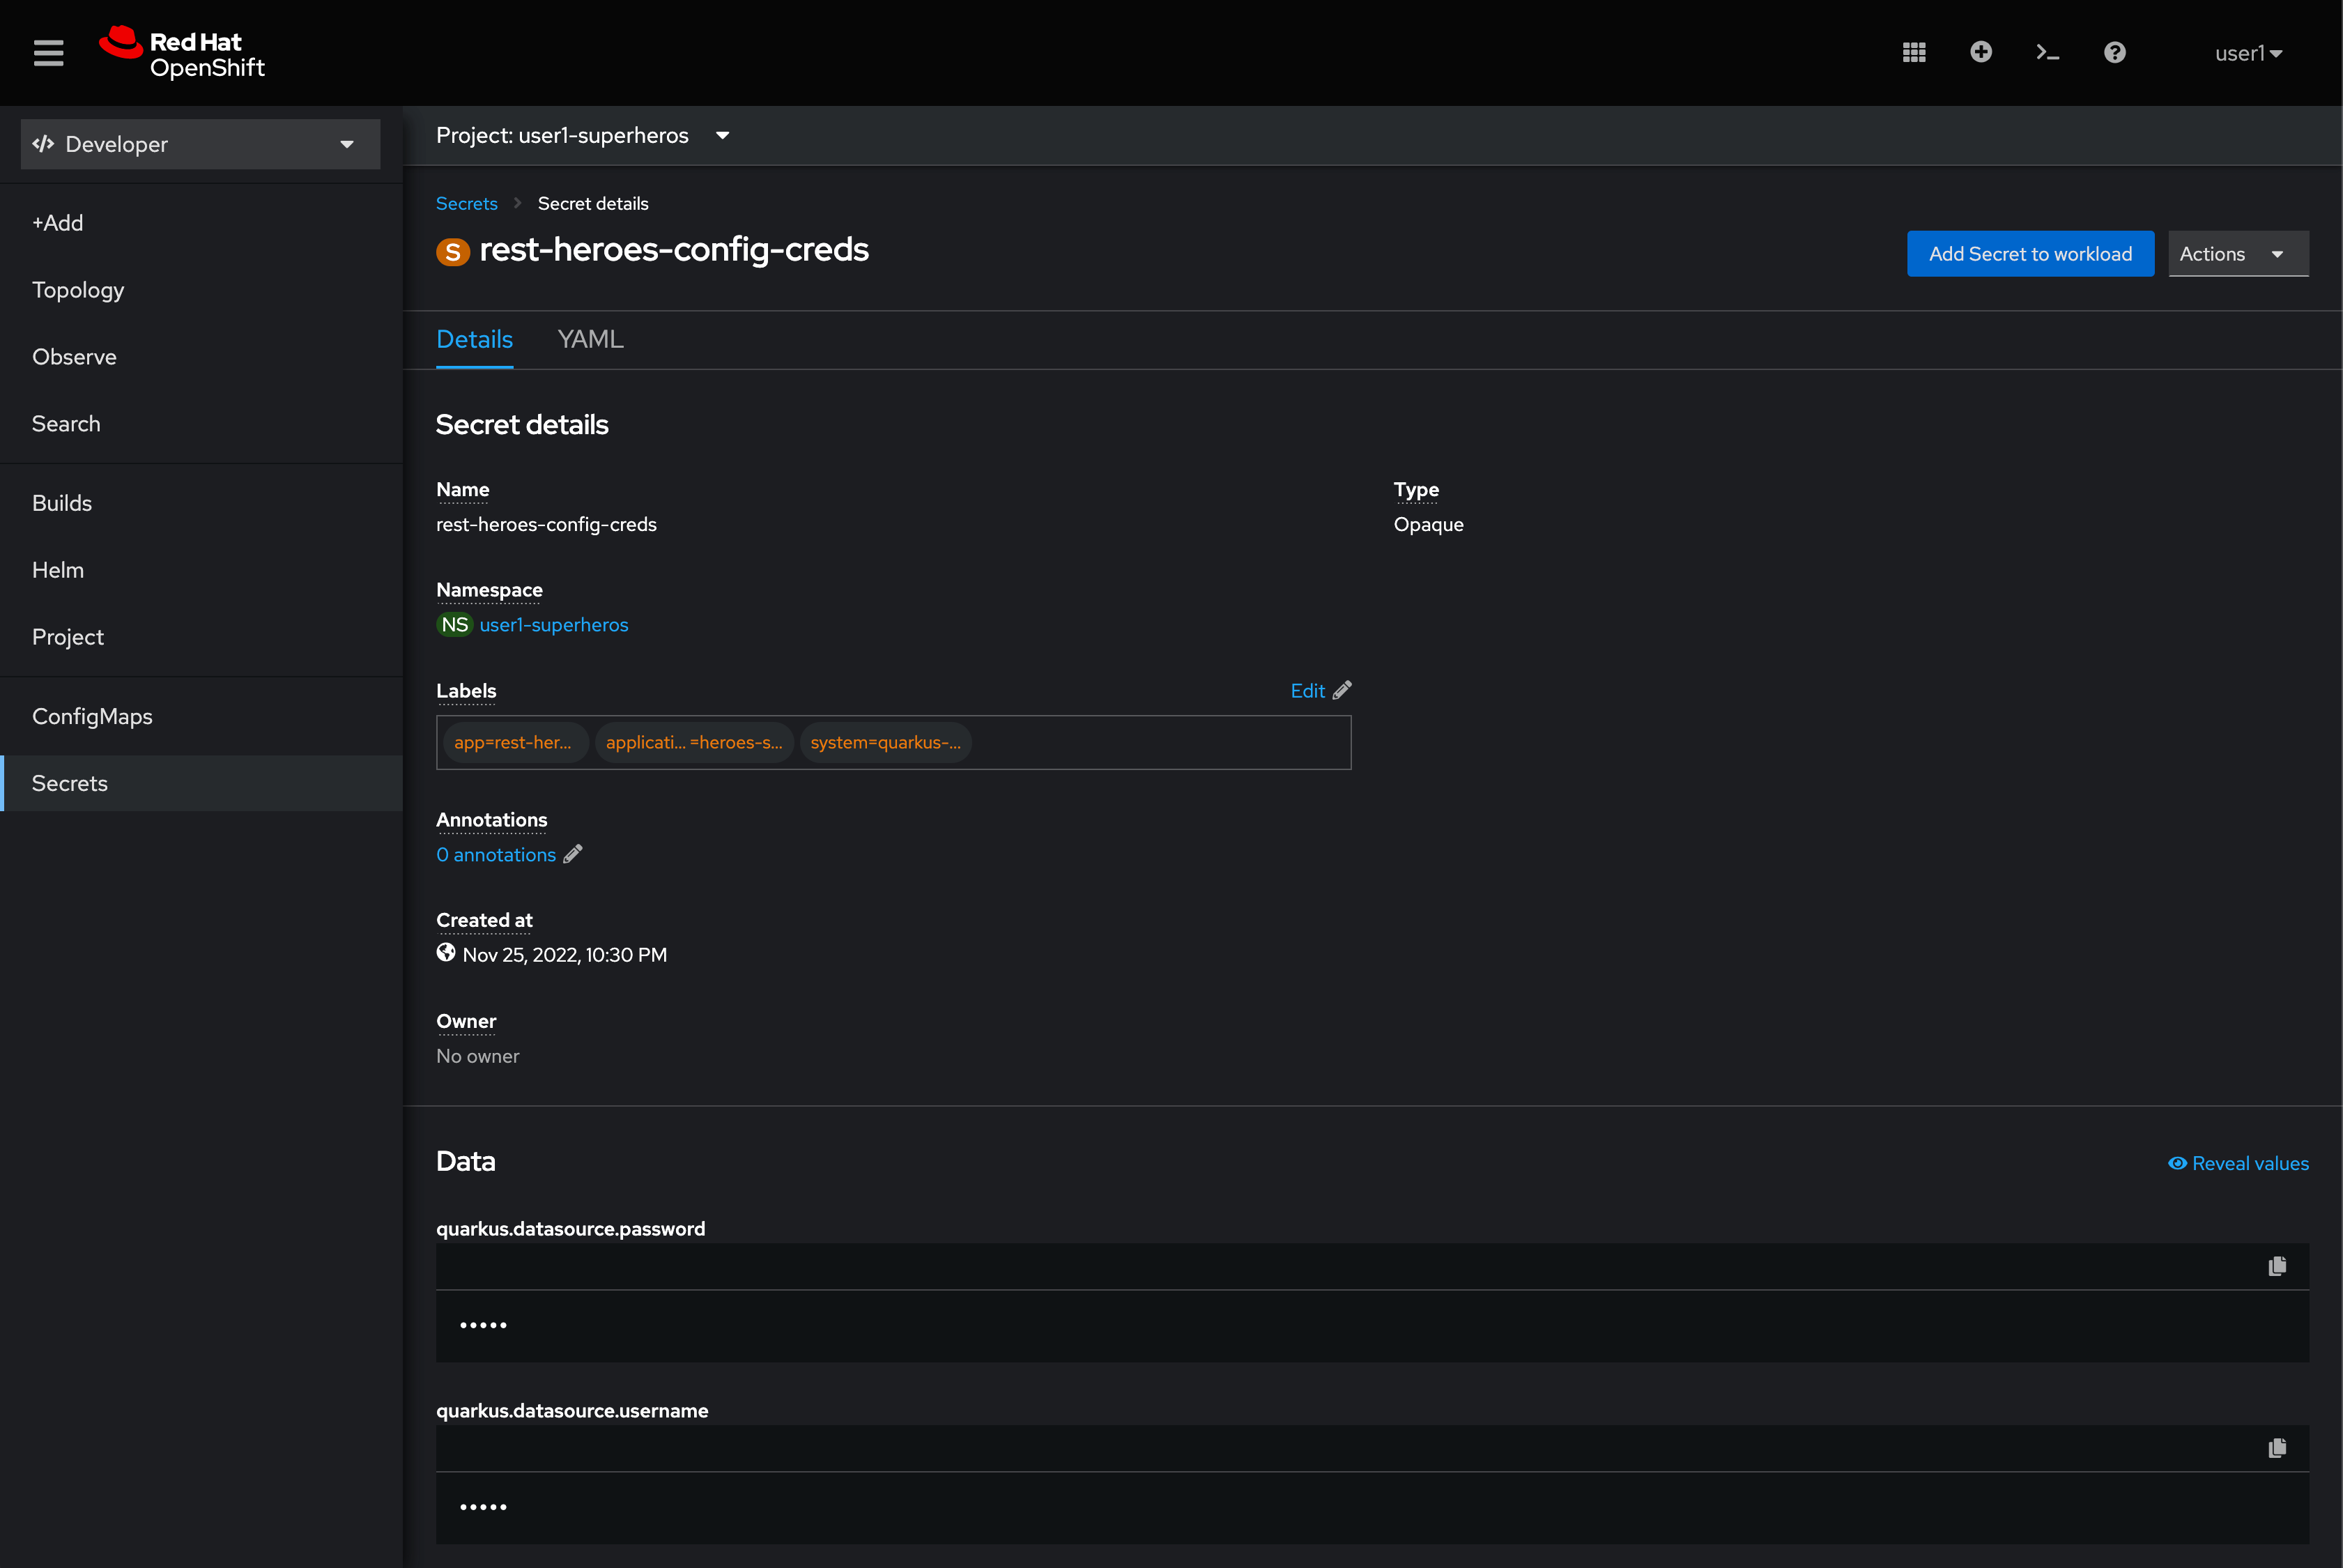 Red Hat
OpenShift
user1
Developer
Project: user1-superheros
+Add
Topology
Observe
Search
Builds
Helm
Project
ConfigMaps
Secrets
Secrets Secret details
S rest-heroes-config-creds
Add Secret to workload Actions
Details YAML
Secret details
Name
rest-heroes-config-creds
Type
Opaque
Namespace
NS user1-superheros
Labels Edit
app=rest-her... applicati... =heroes-s... system=quarkus-...
Annotations
0 annotations
Created at
Nov 25, 2022, 10:30 PM
Owner
No owner
Data Reveal values
quarkus.datasource.password
•••••
quarkus.datasource.username
•••••